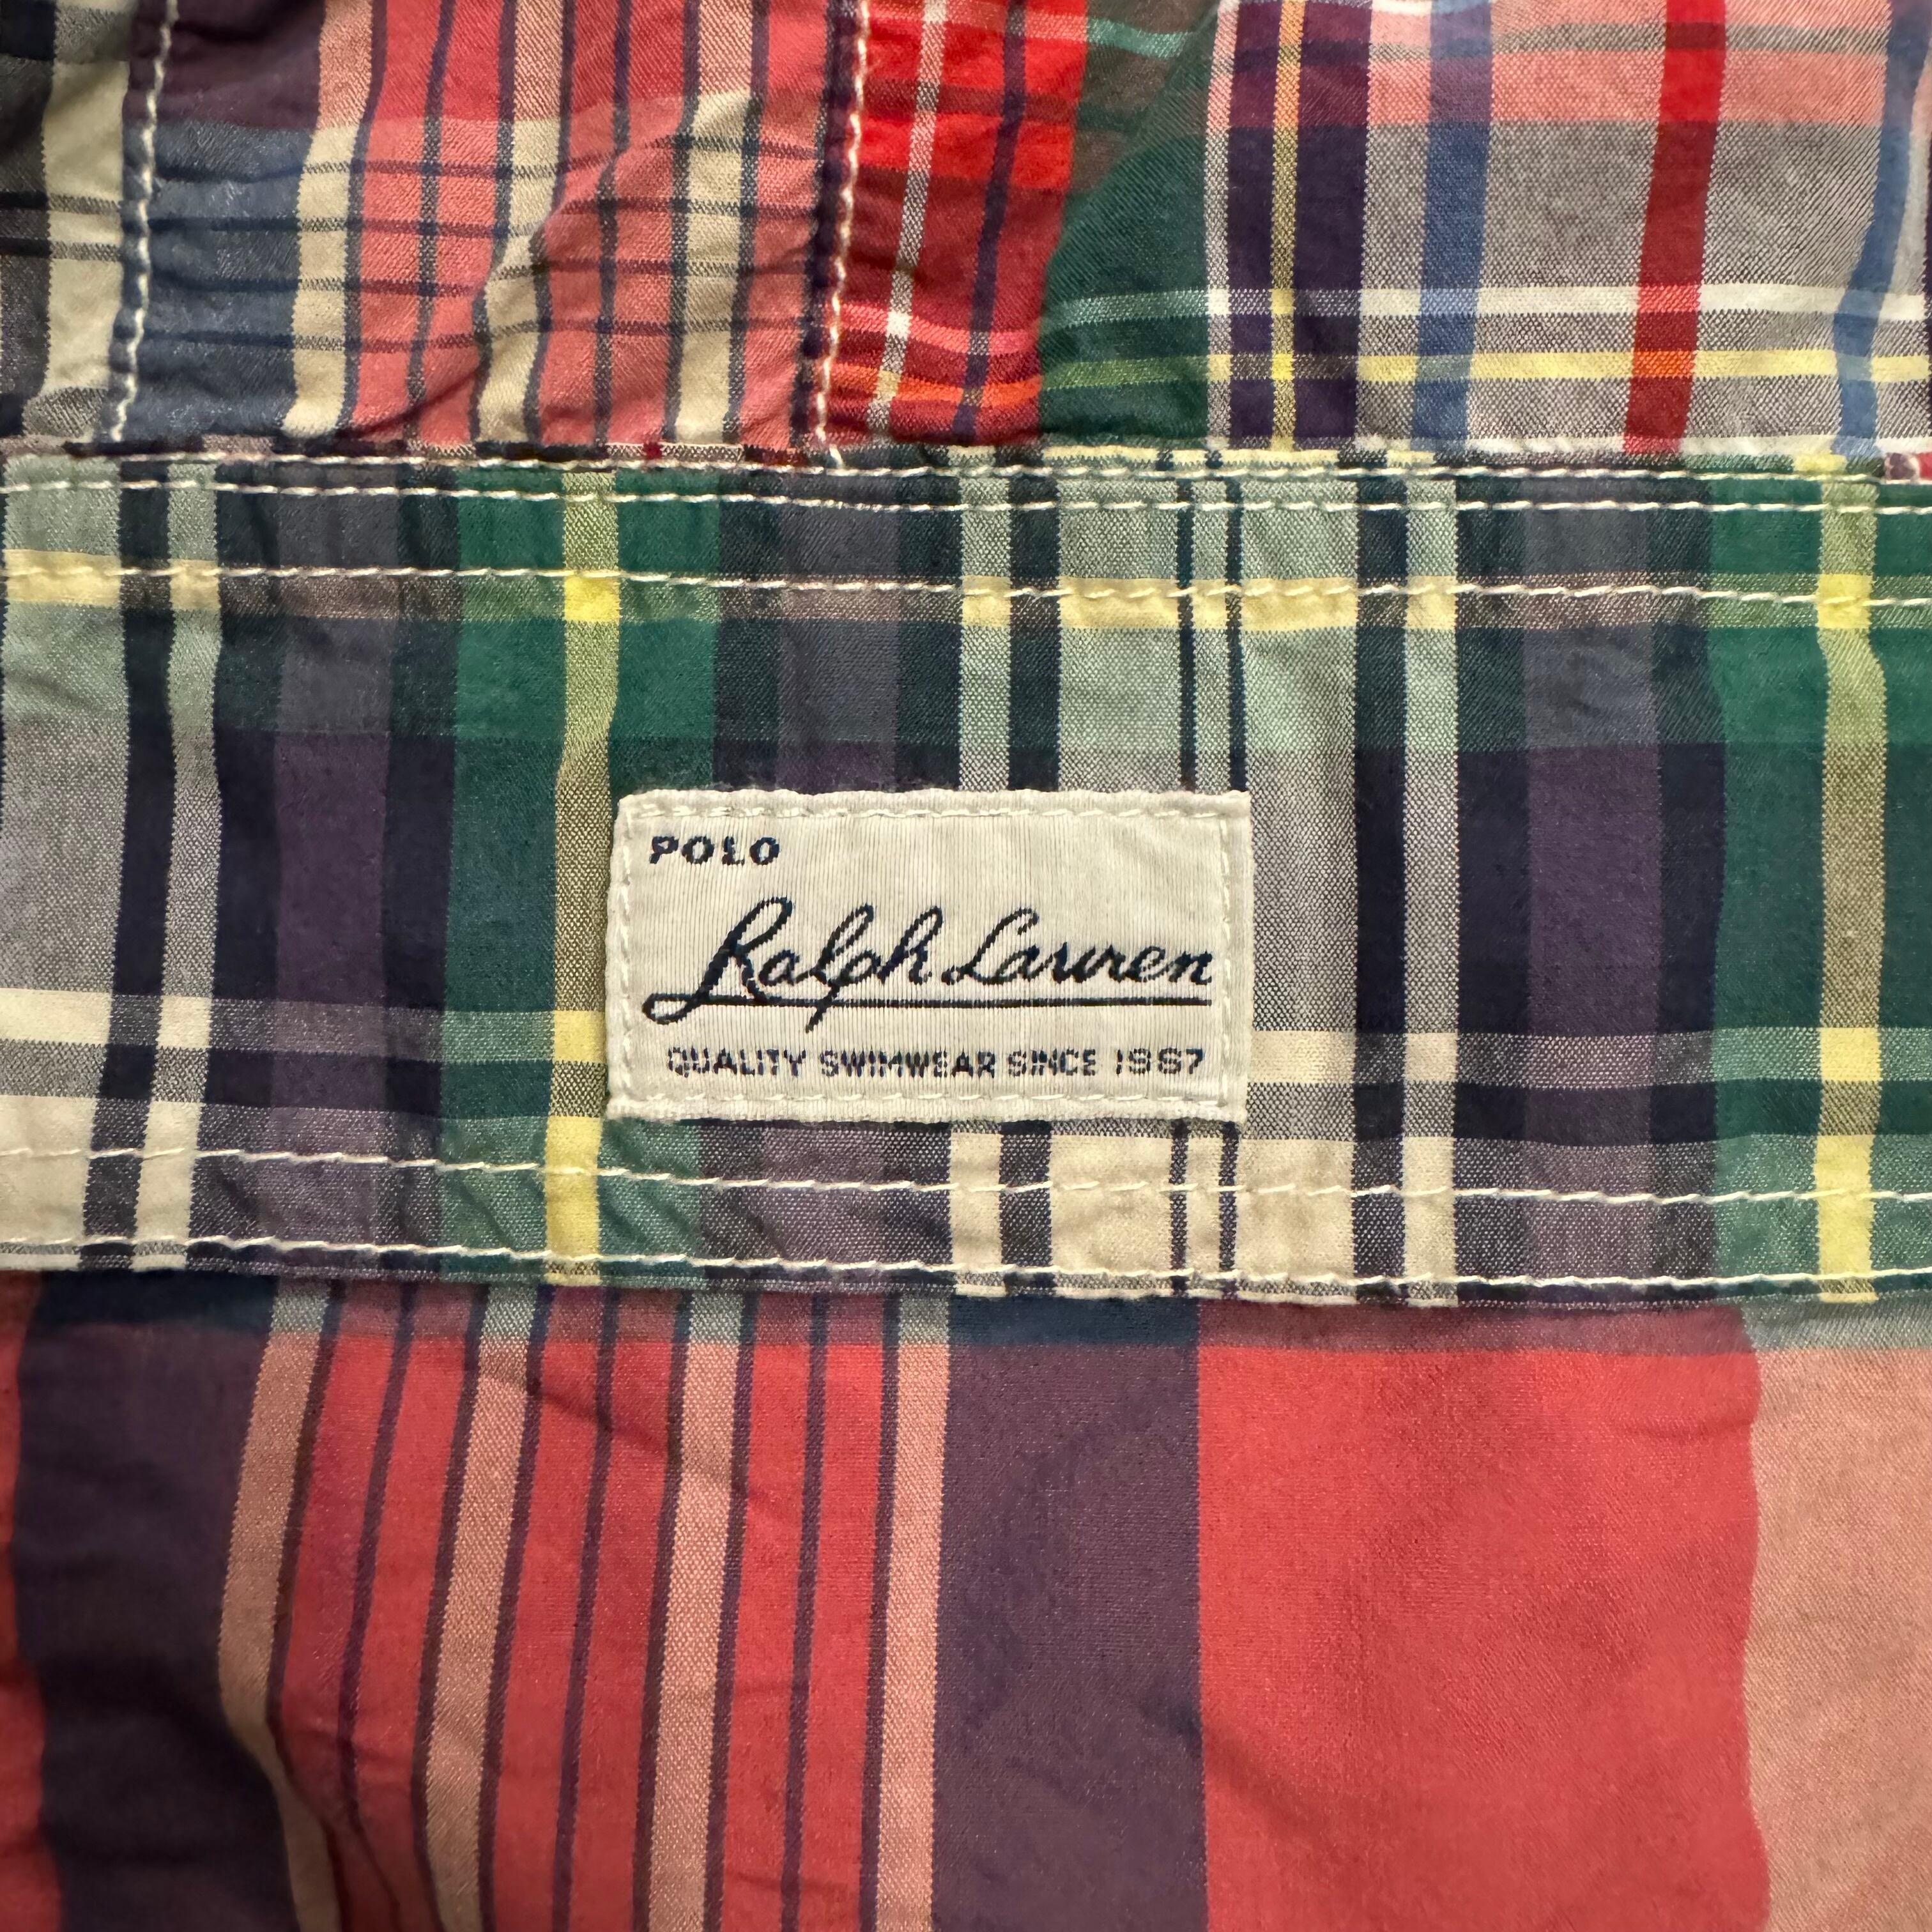 POLO
Ralph Lauren
QUALITY SWIMWEAR SINCE 1967